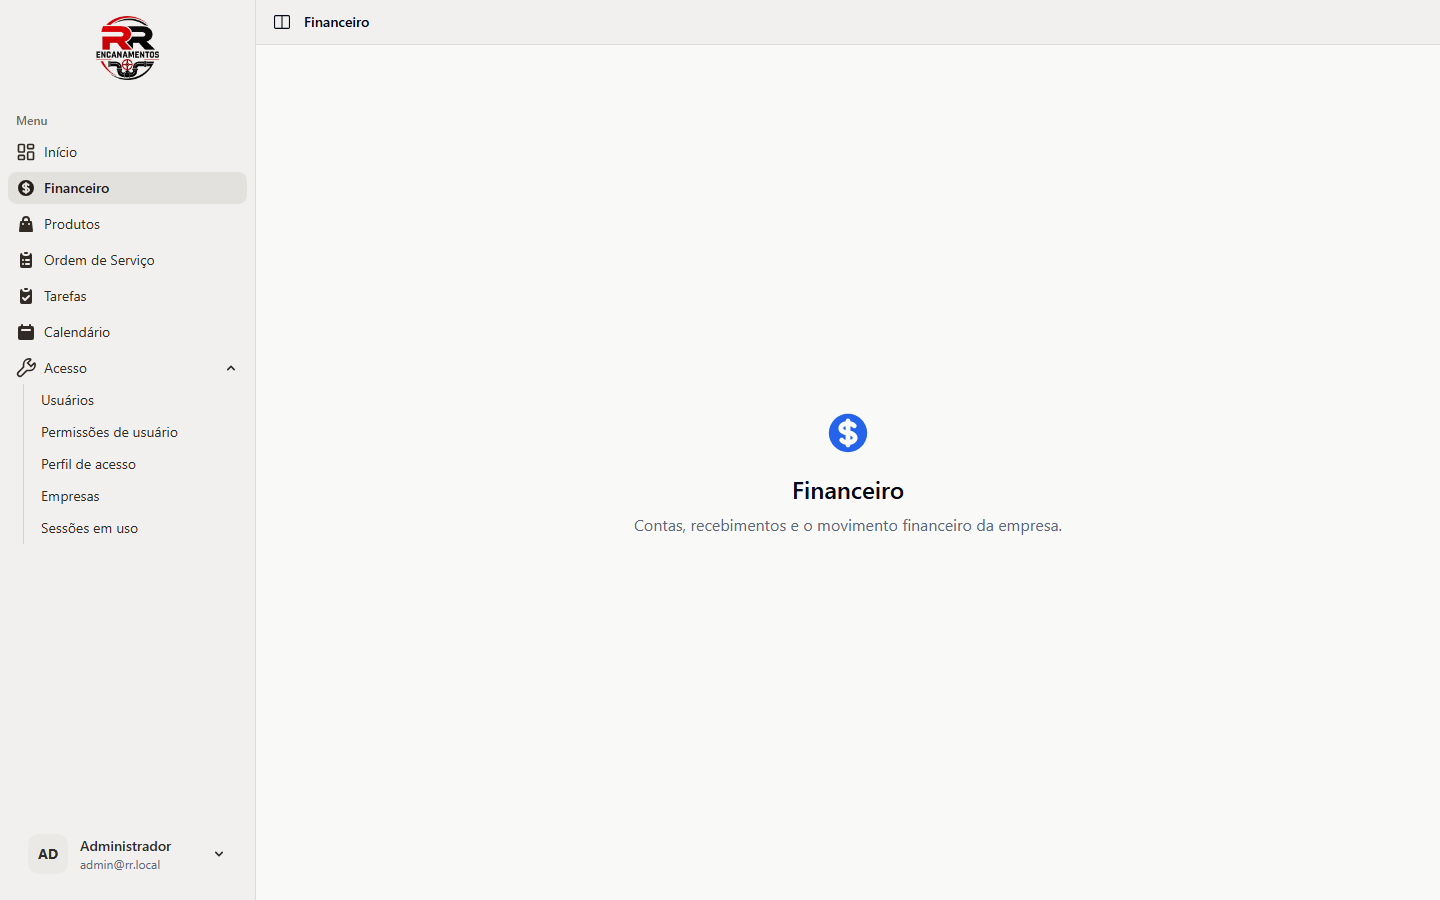 RR
ENCANAMENTOS
Financeiro
Menu
Início
Financeiro
Produtos
Ordem de Serviço
Tarefas
Calendário
Acesso
Usuários
Permissões de usuário
Perfil de acesso
Empresas
Sessões em uso
Financeiro
Contas, recebimentos e o movimento financeiro da empresa.
AD
Administrador
admin@rr.local